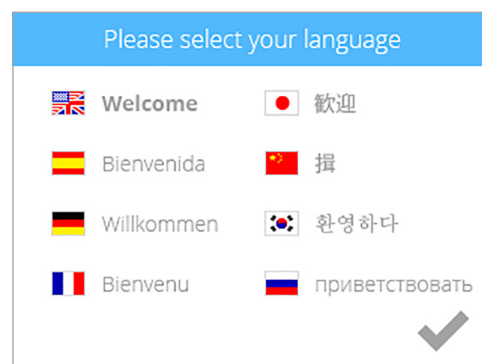 Please select your language
Welcome
歓迎
Bienvenida
揖
Willkommen
환영하다
Bienvenu
приветствовать